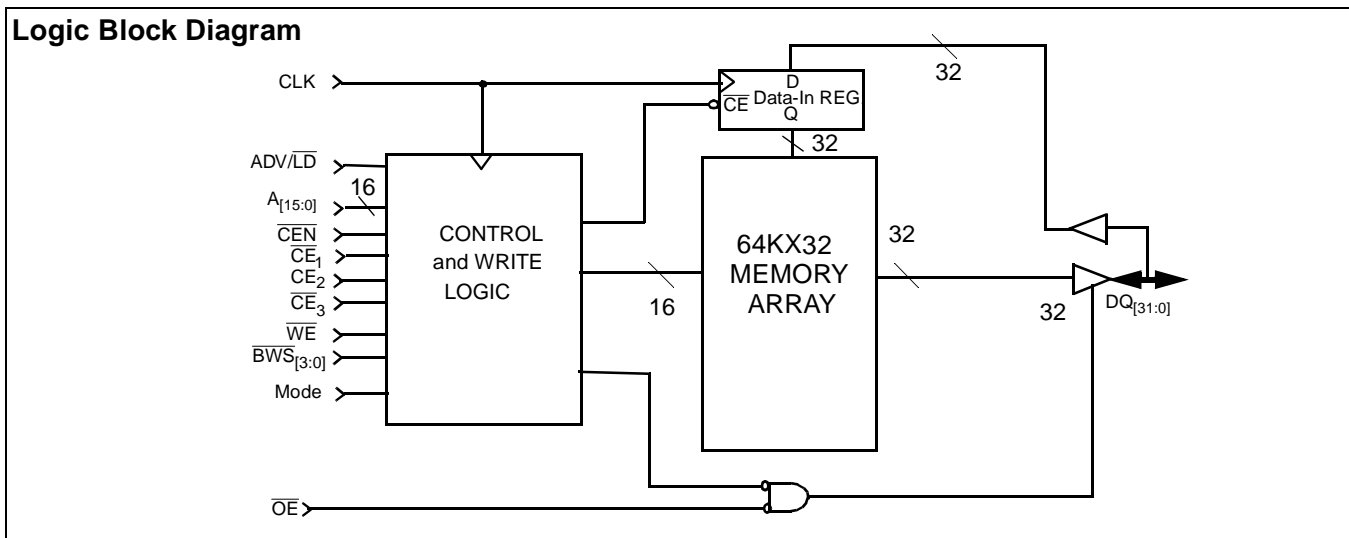 Logic Block Diagram
CLK
32
D
CE Data-In REG.
Q
32
ADV/LD
16
A[15:0]
CEN
CE1
CE2
CE3
WE
BWS[3:0]
Mode
CONTROL
and WRITE
LOGIC
16
64KX32
MEMORY
ARRAY
32
32
DQ[31:0]
OE